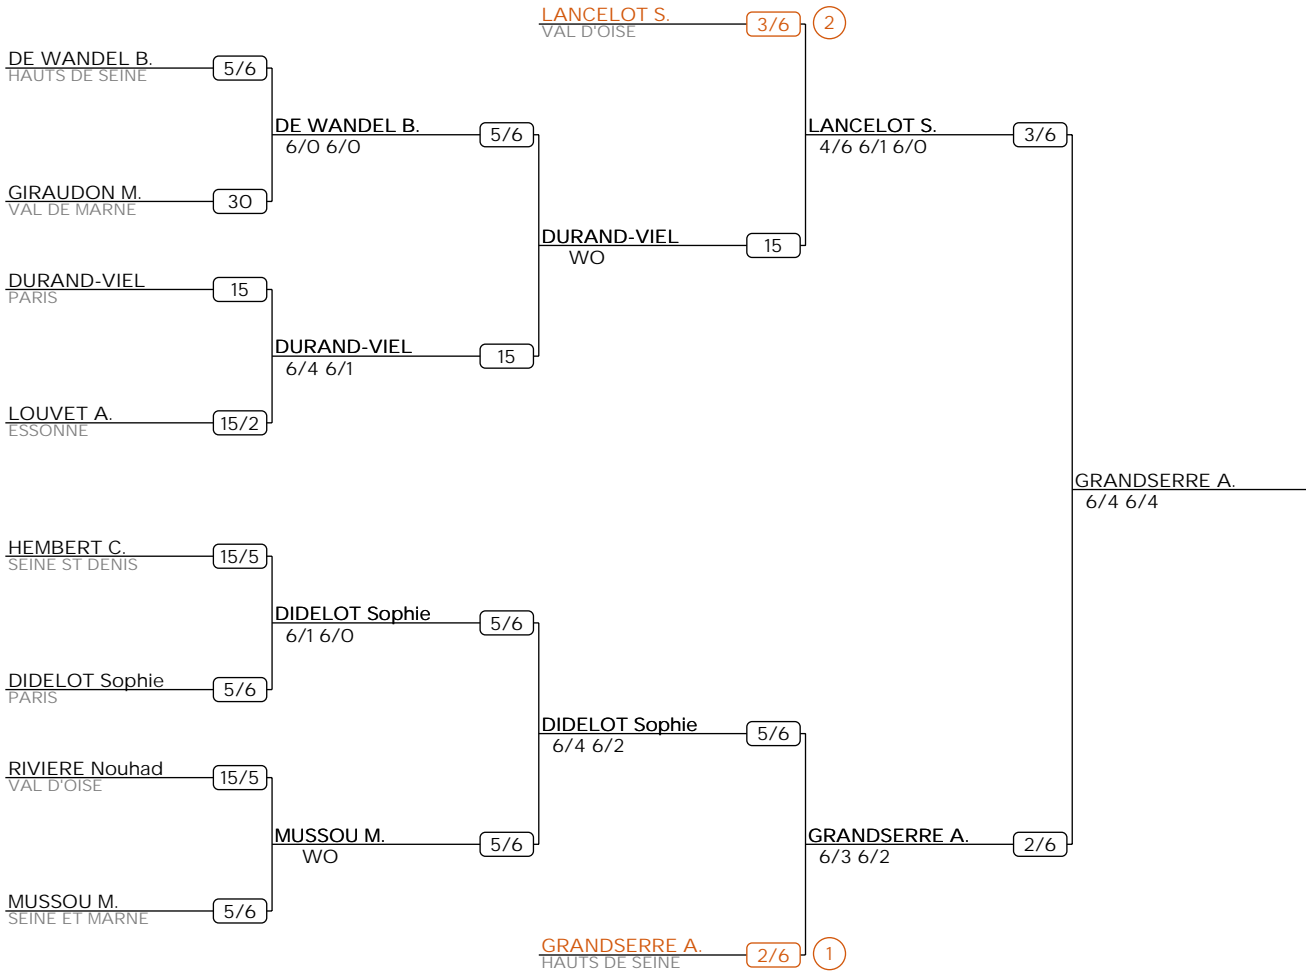 LANCELOT S.
VAL D'OISE
3/6
2
DE WANDEL B.
HAUTS DE SEINE
5/6
DE WANDEL B.
6/0 6/0
5/6
LANCELOT S.
4/6 6/1 6/0
3/6
GIRAUDON M.
VAL DE MARNE
30
DURAND-VIEL
WO
15
DURAND-VIEL
PARIS
15
DURAND-VIEL
6/4 6/1
15
LOUVET A.
ESSONNE
15/2
GRANDSERRE A.
6/4 6/4
HEMBERT C.
SEINE ST DENIS
15/5
DIDELOT Sophie
6/1 6/0
5/6
DIDELOT Sophie
PARIS
5/6
DIDELOT Sophie
6/4 6/2
5/6
RIVIERE Nouhad
VAL D'OISE
15/5
MUSSOU M.
WO
5/6
GRANDSERRE A.
6/3 6/2
2/6
MUSSOU M.
SEINE ET MARNE
5/6
GRANDSERRE A.
HAUTS DE SEINE
2/6
1